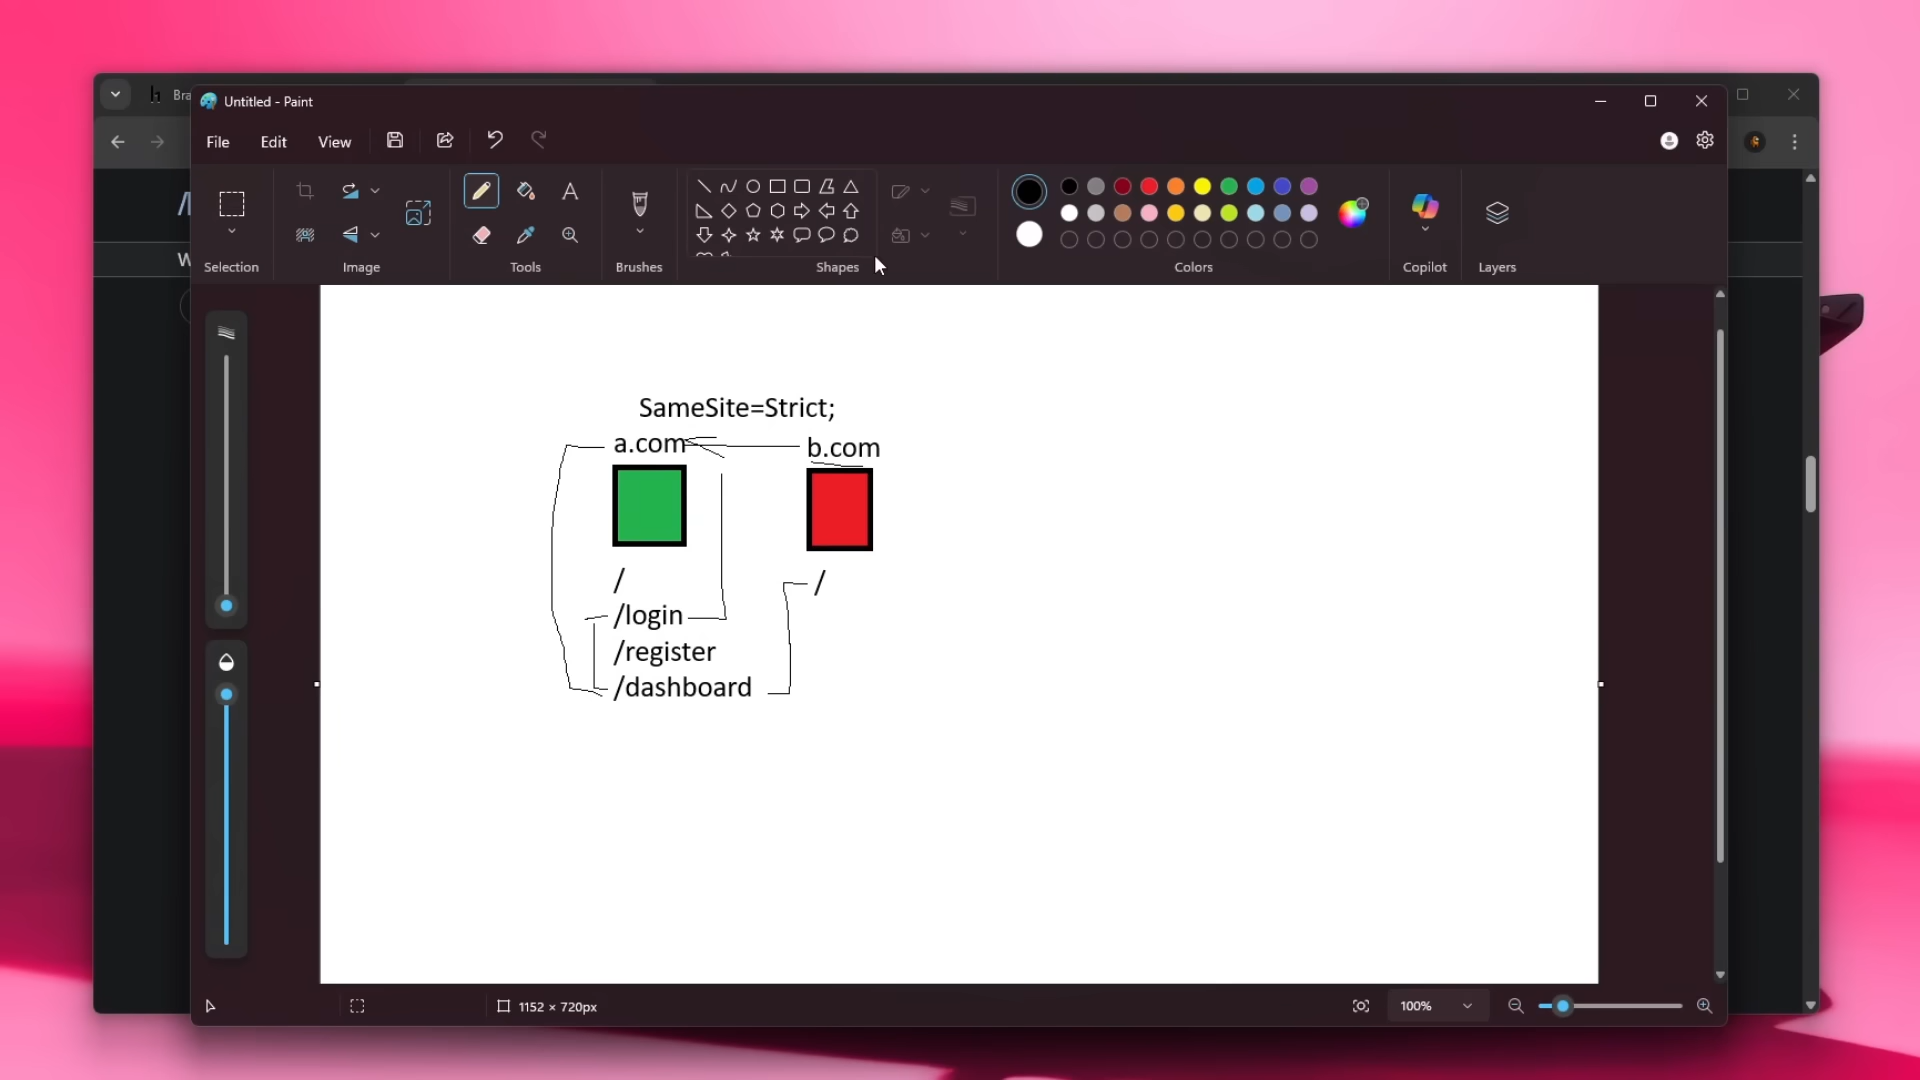 Bra
Untitled - Paint
File Edit View
Selection Image Tools Brushes Shapes Colors Copilot Layers
W
SameSite=Strict;
a.com b.com
/ /
/login
/register
/dashboard
1152 × 720px 100%